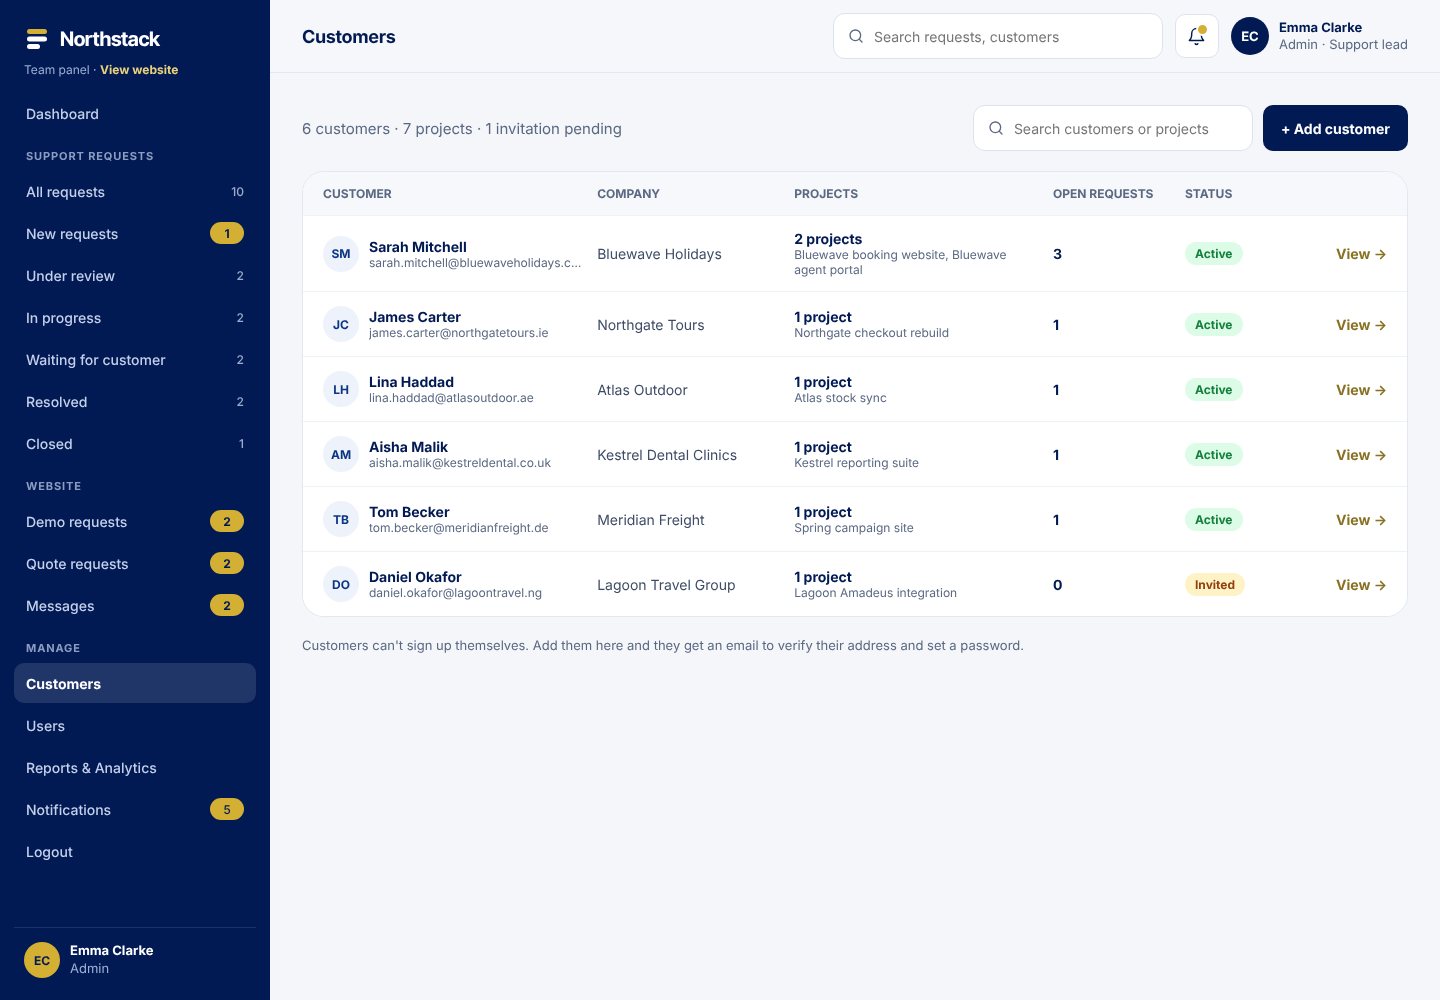 Northstack
Team panel · View website
Dashboard
SUPPORT REQUESTS
All requests 10
New requests 1
Under review 2
In progress 2
Waiting for customer 2
Resolved 2
Closed 1
WEBSITE
Demo requests 2
Quote requests 2
Messages 2
MANAGE
Customers
Users
Reports & Analytics
Notifications 5
Logout
EC
Emma Clarke
Admin
Customers
Search requests, customers
EC
Emma Clarke
Admin · Support lead
6 customers · 7 projects · 1 invitation pending
Search customers or projects
+ Add customer
CUSTOMER COMPANY PROJECTS OPEN REQUESTS STATUS
SM Sarah Mitchell
sarah.mitchell@bluewaveholidays.c...
Bluewave Holidays
2 projects
Bluewave booking website, Bluewave
agent portal
3
Active
View →
JC James Carter
james.carter@northgatetours.ie
Northgate Tours
1 project
Northgate checkout rebuild
1
Active
View →
LH Lina Haddad
lina.haddad@atlasoutdoor.ae
Atlas Outdoor
1 project
Atlas stock sync
1
Active
View →
AM Aisha Malik
aisha.malik@kestreldental.co.uk
Kestrel Dental Clinics
1 project
Kestrel reporting suite
1
Active
View →
TB Tom Becker
tom.becker@meridianfreight.de
Meridian Freight
1 project
Spring campaign site
1
Active
View →
DO Daniel Okafor
daniel.okafor@lagoontravel.ng
Lagoon Travel Group
1 project
Lagoon Amadeus integration
0
Invited
View →
Customers can't sign up themselves. Add them here and they get an email to verify their address and set a password.